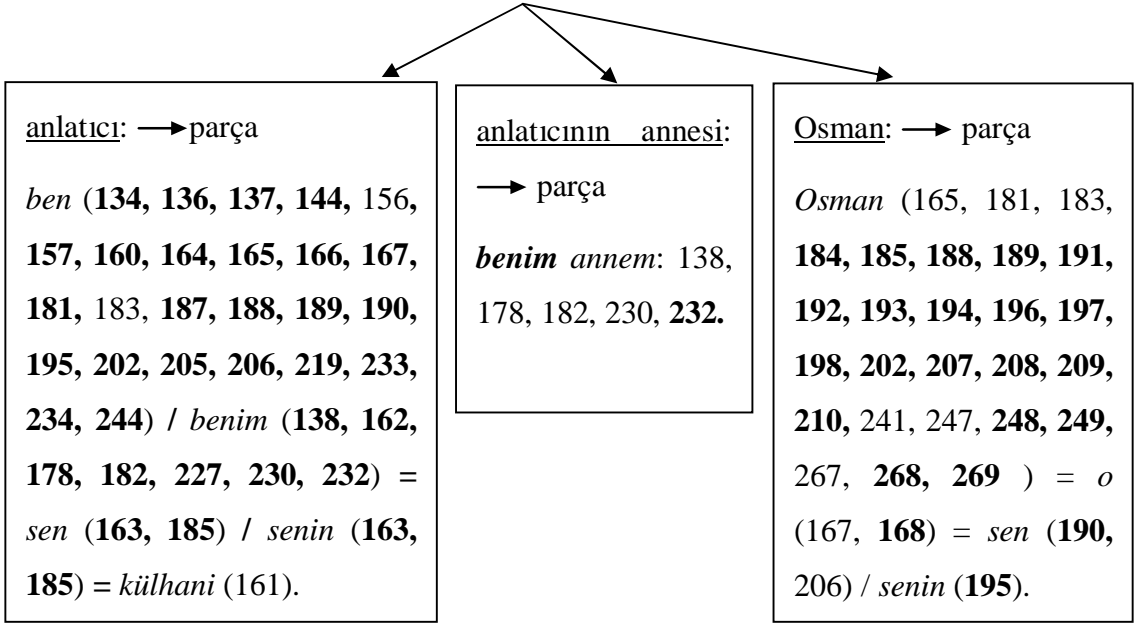 anlatıcı: → parça
ben (134, 136, 137, 144, 156,
157, 160, 164, 165, 166, 167,
181, 183, 187, 188, 189, 190,
195, 202, 205, 206, 219, 233,
234, 244) / benim (138, 162,
178, 182, 227, 230, 232) =
sen (163, 185) / senin (163,
185) = külhani (161).
anlatıcının annesi:
→ parça
benim annem: 138,
178, 182, 230, 232.
Osman: → parça
Osman (165, 181, 183,
184, 185, 188, 189, 191,
192, 193, 194, 196, 197,
198, 202, 207, 208, 209,
210, 241, 247, 248, 249,
267, 268, 269 ) = o
(167, 168) = sen (190,
206) / senin (195).